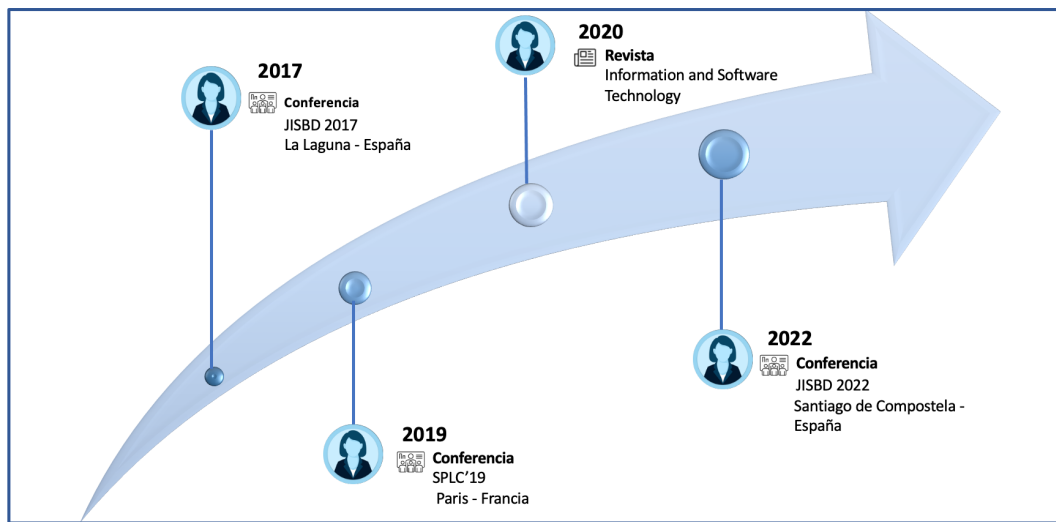 2017
Conferencia
JISBD 2017
La Laguna - España
2019
Conferencia
SPLC’19
Paris - Francia
2020
Revista
Information and Software
Technology
2022
Conferencia
JISBD 2022
Santiago de Compostela -
España